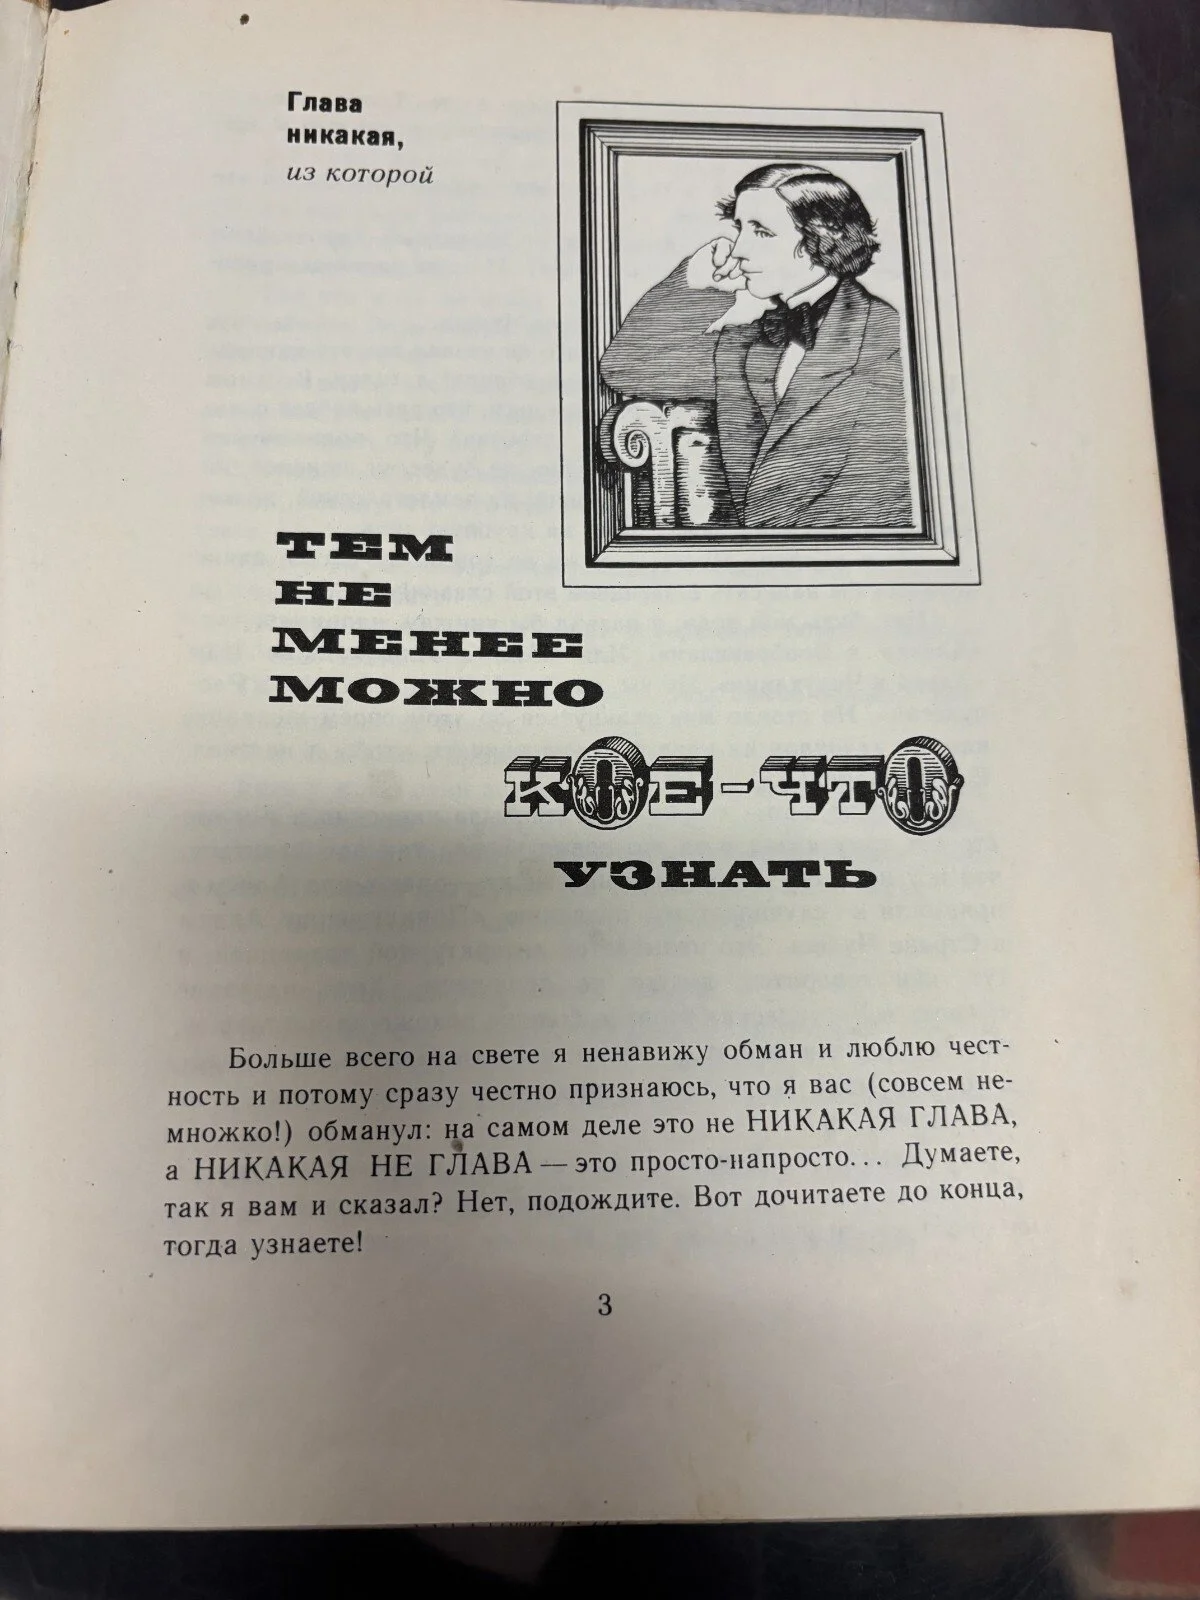 Глава
никакая,
из которой
ТЕМ
НЕ
МЕНЕЕ
МОЖНО
КОЕ-ЧТО
УЗНАТЬ
Больше всего на свете я ненавижу обман и люблю чест-
ность и потому сразу честно признаюсь, что я вас (совсем не-
множко!) обманул: на самом деле это не НИКАКАЯ ГЛАВА,
а НИКАКАЯ НЕ ГЛАВА — это просто-напросто... Думаете,
так я вам и сказал? Нет, подождите. Вот дочитаете до конца,
тогда узнаете!
3